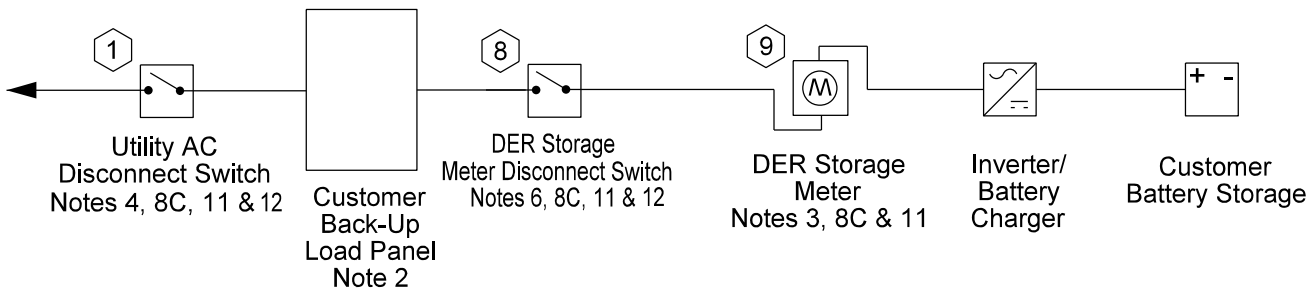 1
Utility AC
Disconnect Switch
Notes 4, 8C, 11 & 12
Customer
Back-Up
Load Panel
Note 2
8
DER Storage
Meter Disconnect Switch
Notes 6, 8C, 11 & 12
9
M
DER Storage
Meter
Notes 3, 8C & 11
Inverter/
Battery
Charger
+ -
Customer
Battery Storage